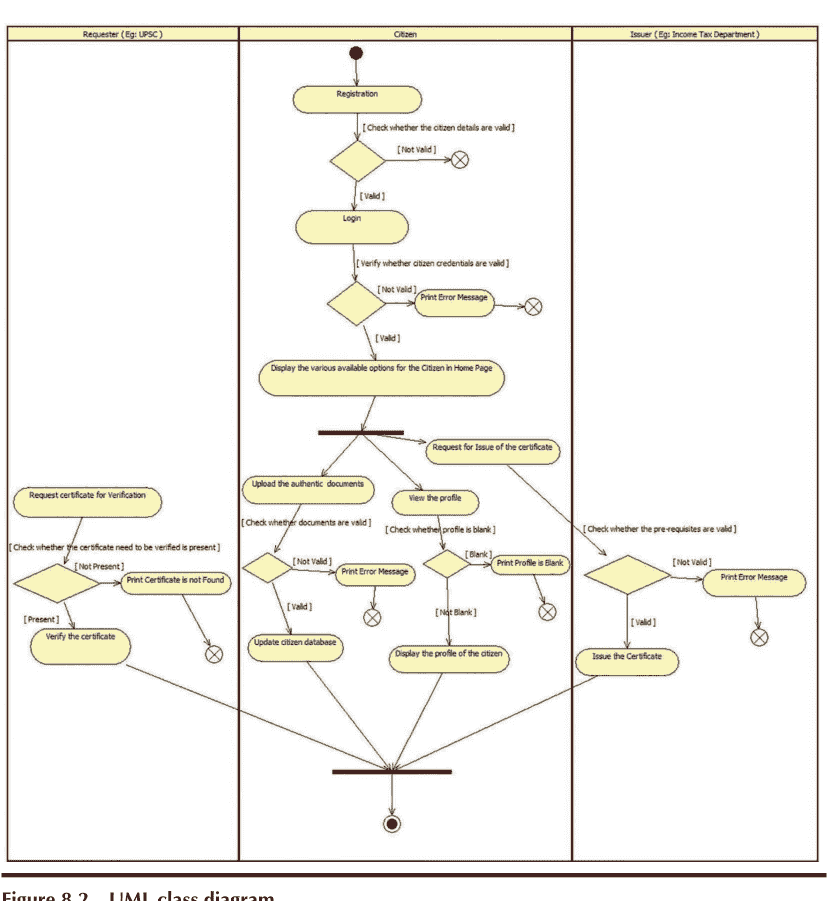 Requester ( Eg: UPSC )
Citizen
Issuer ( Eg: Income Tax Department )
Registration
[ Check whether the citizen details are valid ]
[ Not Valid ]
[ Valid ]
Login
[ Verify whether citizen credentials are valid ]
[ Not Valid ]
Print Error Message
[ Valid ]
Display the various available options for the Citizen in Home Page
Request for Issue of the certificate
Upload the authentic documents
View the profile
Request certificate for Verification
[ Check whether documents are valid ]
[ Check whether profile is blank ]
[ Check whether the pre-requisites are valid ]
[ Check whether the certificate need to be verified is present ]
[ Not Present ]
Print Certificate is not Found
[ Not Valid ]
Print Error Message
[ Blank ]
Print Profile is Blank
[ Not Valid ]
Print Error Message
[ Present ]
[ Valid ]
[ Not Blank ]
[ Valid ]
Verify the certificate
Update citizen database
Display the profile of the citizen
Issue the Certificate
Figure 8.2 UML class diagram